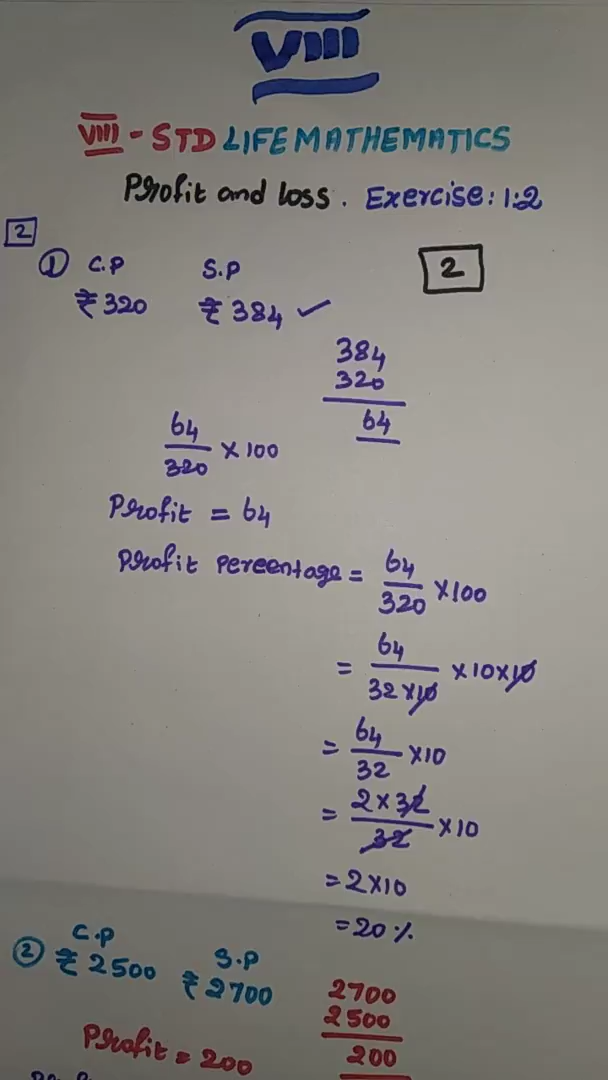 VIII
VIII - STD LIFE MATHEMATICS
Profit and loss. Exercise: 1:2
2
① C.P S.P
2
₹ 320 ₹ 384 ✓
384
320
64
64/320 × 100
Profit = 64
Profit pereentage = 64/320 × 100
= 64/32×10 ×10×10
= 64/32 ×10
= 2×32/32 ×10
= 2×10
= 20 %
② C.P S.P
₹ 2500 ₹ 2700
2700
2500
200
Profit = 200